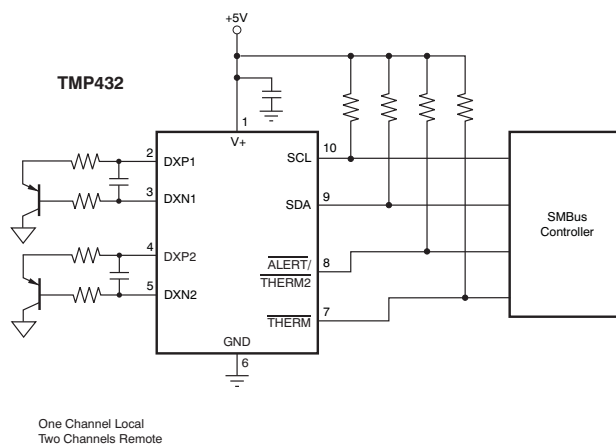 +5V
TMP432
1
V+
2 DXP1
3 DXN1
4 DXP2
5 DXN2
SCL 10
SDA 9
ALERT/ 8
THERM2
THERM 7
GND
6
SMBus
Controller
One Channel Local
Two Channels Remote